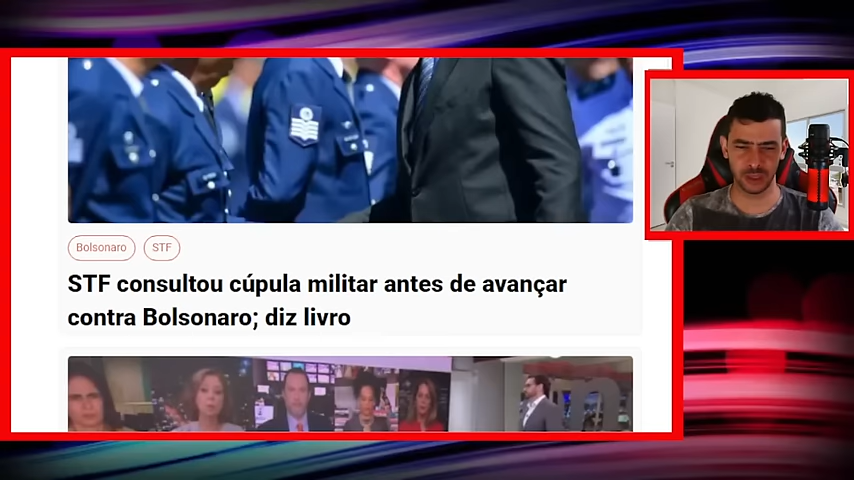 Bolsonaro
STF
STF consultou cúpula militar antes de avançar
contra Bolsonaro; diz livro